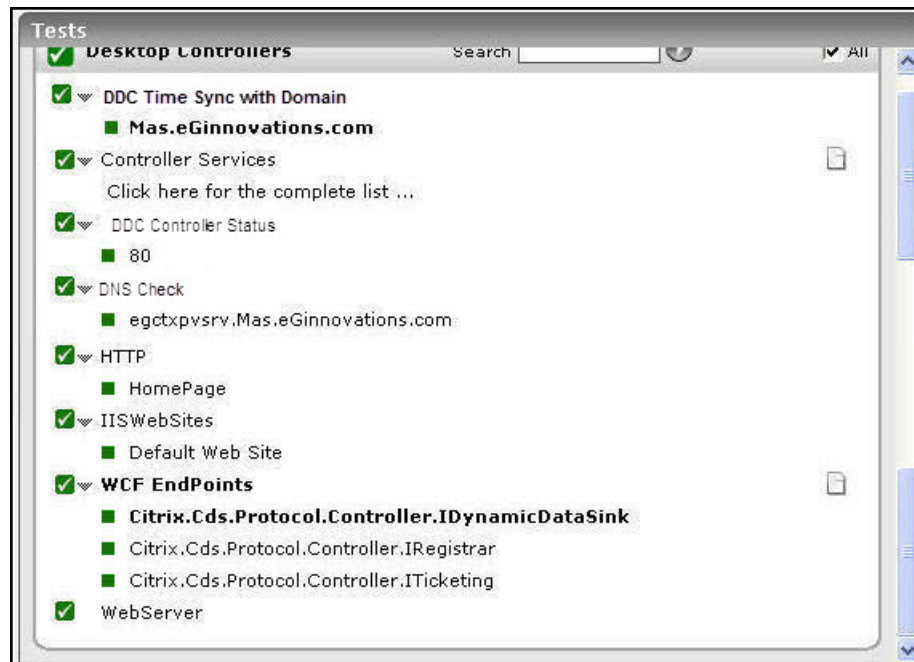 Tests
Desktop Controllers Search All
DDC Time Sync with Domain
Mas.eGinnovations.com
Controller Services
Click here for the complete list ...
DDC Controller Status
80
DNS Check
egctxpvsrv.Mas.eGinnovations.com
HTTP
HomePage
IISWebSites
Default Web Site
WCF EndPoints
Citrix.Cds.Protocol.Controller.IDynamicDataSink
Citrix.Cds.Protocol.Controller.IRegistrar
Citrix.Cds.Protocol.Controller.ITicketing
WebServer